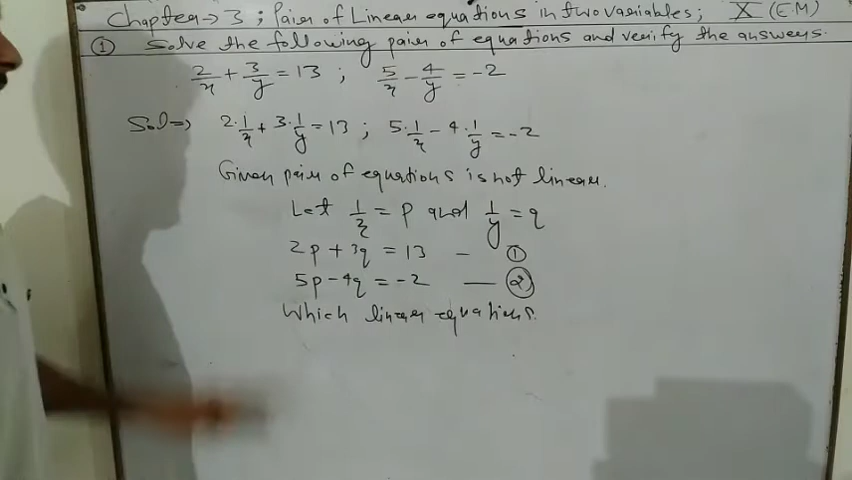 Chapter → 3 ; Pair of Linear equations in two variables; X (EM)
① Solve the following pair of equations and verify the answers.
2/x + 3/y = 13 ; 5/x - 4/y = -2
Sol ⇒ 2·1/x + 3·1/y = 13 ; 5·1/x - 4·1/y = -2
Given pair of equations is not linear.
Let 1/x = p and 1/y = q
2p + 3q = 13 — ①
5p - 4q = -2 — ②
Which linear equations.